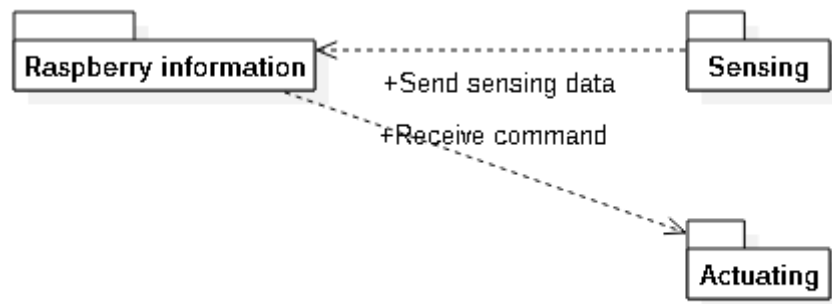 Raspberry information
Sensing
+Send sensing data
+Receive command
Actuating